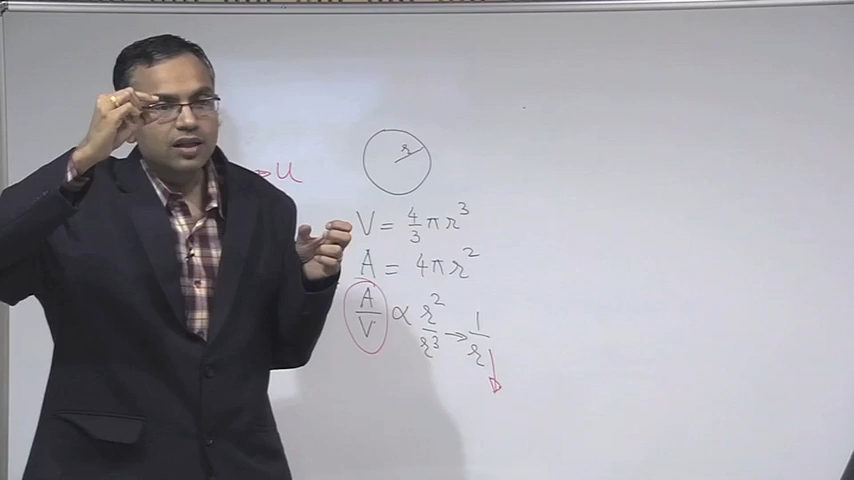 → u
r
V = 4/3 π r³
A = 4π r²
A/V ∝ r²/r³ → 1/r